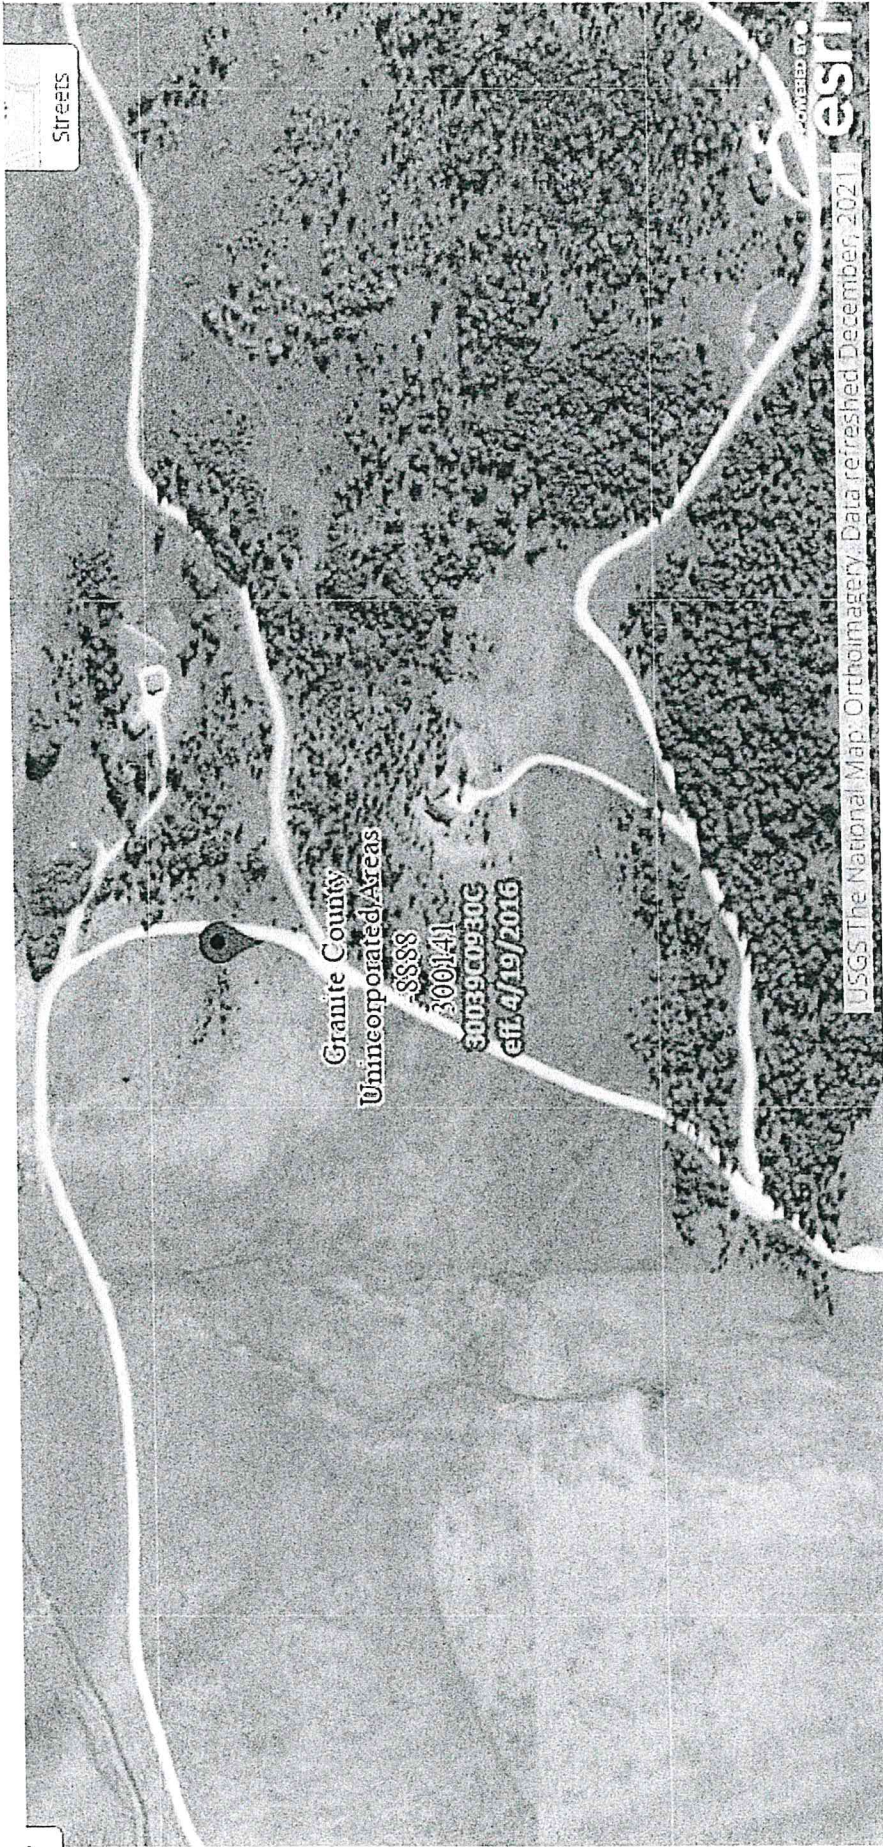 Streets
Granite County
Unincorporated Areas
-8888
300141
30039C0930C
eff. 4/19/2016
USGS The National Map: Orthoimagery. Data refreshed December, 2021.
POWERED BY
esri